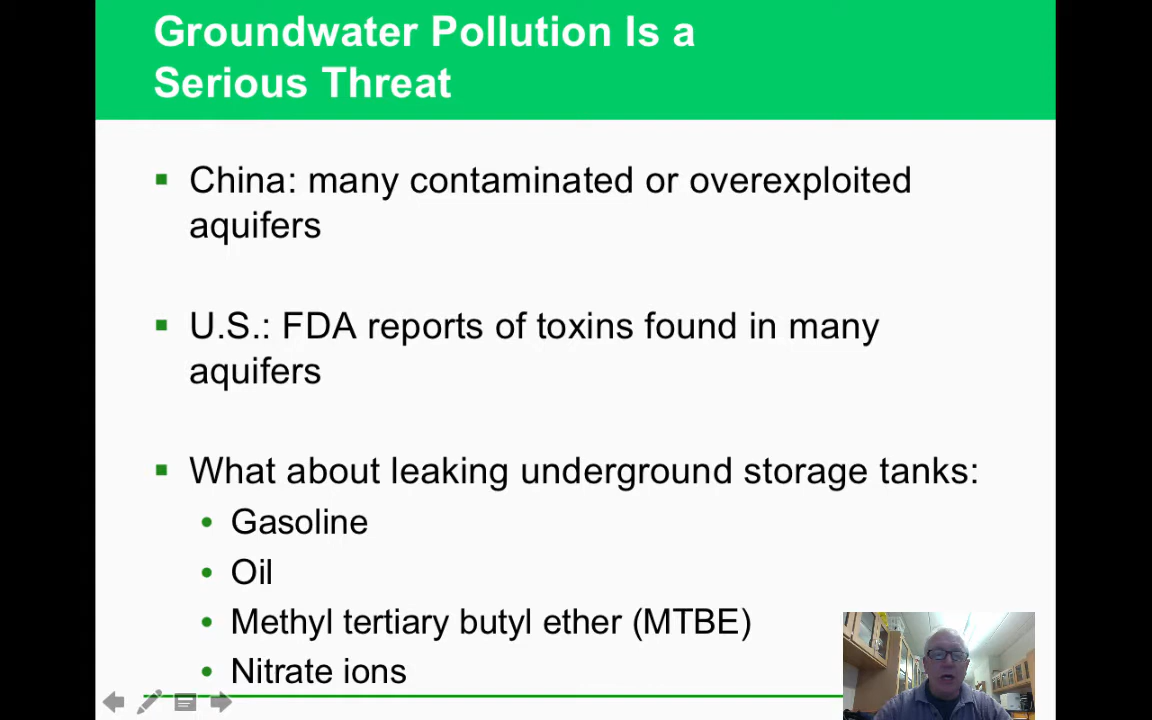 Groundwater Pollution Is a
Serious Threat
China: many contaminated or overexploited
aquifers
U.S.: FDA reports of toxins found in many
aquifers
What about leaking underground storage tanks:
Gasoline
Oil
Methyl tertiary butyl ether (MTBE)
Nitrate ions